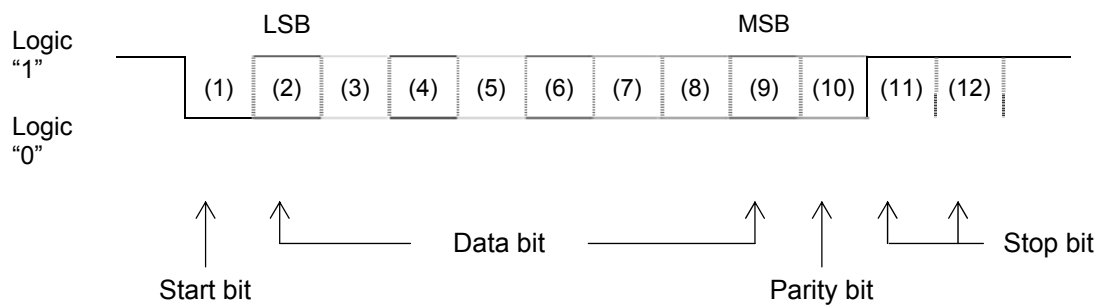 LSB MSB
Logic
“1”
(1) (2) (3) (4) (5) (6) (7) (8) (9) (10) (11) (12)
Logic
“0”
Data bit Stop bit
Start bit Parity bit